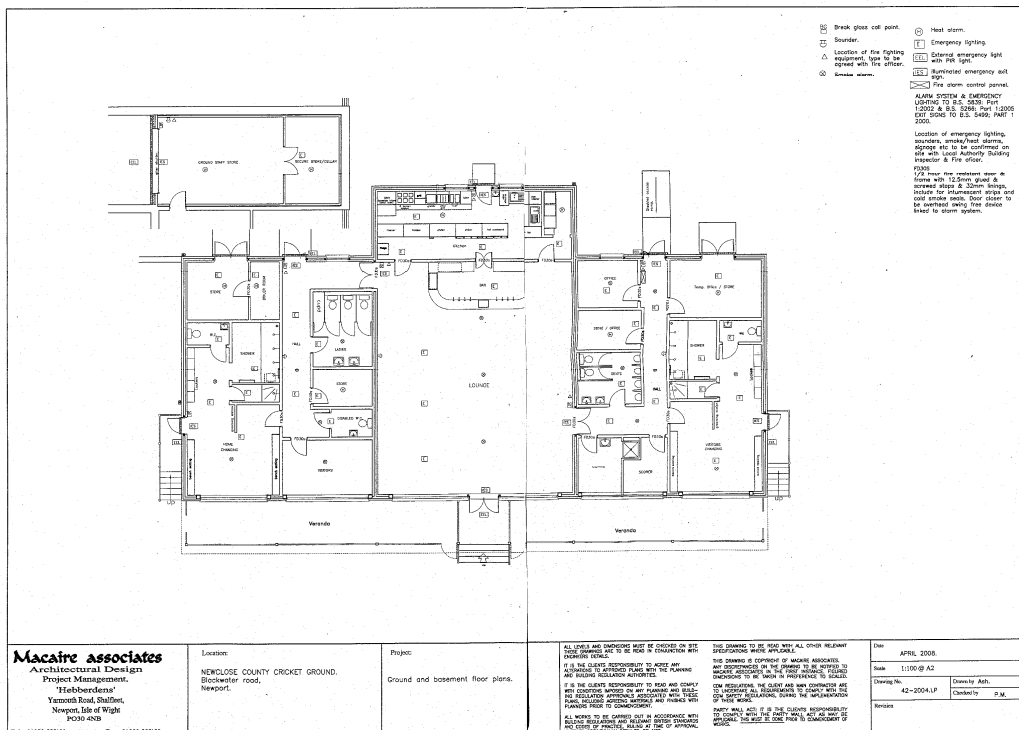 Break glass call point.
Sounder.
Location of fire fighting
equipment, type to be
agreed with fire officer.
Smoke alarm.
H Heat alarm.
E Emergency lighting.
EEL External emergency light
with PIR light.
IES Illuminated emergency exit
sign.
Fire alarm control pannel.
ALARM SYSTEM & EMERGENCY
LIGHTING TO B.S. 5839: Part
1:2002 & B.S. 5266: Part 1:2005
EXIT SIGNS TO B.S. 5499: PART 1
2000.
Location of emergency lighting,
sounders, smoke/heat alarms,
signage etc to be confirmed on
site with Local Authority Building
Inspector & Fire oficer.
FD30S
1/2 hour fire resistant door &
frame with 12.5mm glued &
screwed stops & 32mm linings,
include for intumescent strips and
cold smoke seals. Door closer to
be overhead swing free device
linked to alarm system.
GROUND STAFF STORE
SECURE STORE/CELLAR
Kitchen
BAR
STORE
BOILER ROOM
HALL
LADIES
W.C.
SHOWER
STORE
DISABLED W.C.
HOME
CHANGING
LOUNGE
OFFICE
Temp. Office / STORE
GENTS
SHOWER
HALL
VISITORS
CHANGING
SCORER
UP
UP
Veranda
Veranda
Macaire associates
Architectural Design
Project Management,
'Hebberdens'
Yarmouth Road, Shalfleet,
Newport, Isle of Wight
PO30 4NB
Location:
NEWCLOSE COUNTY CRICKET GROUND,
Blackwater road,
Newport.
Project:
Ground and basement floor plans.
ALL LEVELS AND DIMENSIONS MUST BE CHECKED ON SITE
THESE DRAWINGS ARE TO BE READ IN CONJUNCTION WITH
ENGINEERS DETAILS.
IT IS THE CLIENTS RESPONSIBILITY TO AGREE ANY
ALTERATIONS TO APPROVED PLANS WITH THE PLANNING
AND BUILDING REGULATION AUTHORITIES.
IT IS THE CLIENTS RESPONSIBILITY TO READ AND COMPLY
WITH CONDITIONS IMPOSED ON ANY PLANNING AND BUILD-
ING REGULATION APPROVALS ASSOCIATED WITH THESE
PLANS, INCLUDING AGREEING MATERIALS AND FINISHES WITH
PLANNERS PRIOR TO COMMENCEMENT.
ALL WORKS TO BE CARRIED OUT IN ACCORDANCE WITH
BUILDING REGULATIONS AND RELEVANT BRITISH STANDARDS
AND CODES OF PRACTICE, RULING AT TIME OF APPROVAL
THIS DRAWING TO BE READ WITH ALL OTHER RELEVANT
SPECIFICATIONS WHERE APPLICABLE.
THIS DRAWING IS COPYRIGHT OF MACAIRE ASSOCIATES.
ANY DISCREPANCIES ON THE DRAWING TO BE NOTIFIED TO
MACAIRE ASSOCIATES IN THE FIRST INSTANCE. FIGURED
DIMENSIONS TO BE TAKEN IN PREFERENCE TO SCALED.
CDM REGULATIONS. THE CLIENT AND MAIN CONTRACTOR ARE
TO UNDERTAKE ALL REQUIREMENTS TO COMPLY WITH THE
CDM SAFETY REGULATIONS, DURING THE IMPLEMENTATION
OF THESE WORKS.
PARTY WALL ACT: IT IS THE CLIENTS RESPONSIBILITY
TO COMPLY WITH THE PARTY WALL ACT AS MAY BE
APPLICABLE. THIS MUST BE DONE PRIOR TO COMMENCEMENT OF
WORKS.
Date
APRIL 2008.
Scale 1:100 @ A2
Drawing No.
42-2004.LP
Drawn by Ash.
Checked by P.M.
Revision